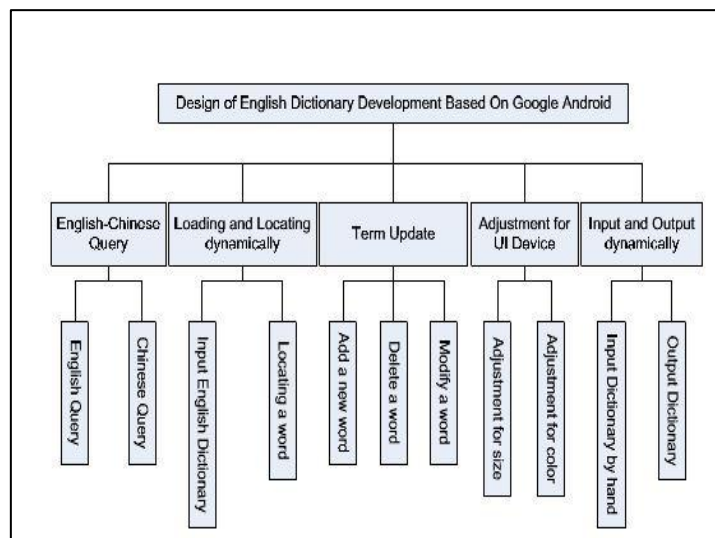 Design of English Dictionary Development Based On Google Android
English-Chinese
Query
Loading and Locating
dynamically
Term Update
Adjustment for
UI Device
Input and Output
dynamically
English Query
Chinese Query
Input English Dictionary
Locating a word
Add a new word
Delete a word
Modify a word
Adjustment for size
Adjustment for color
Input Dictionary by hand
Output Dictionary